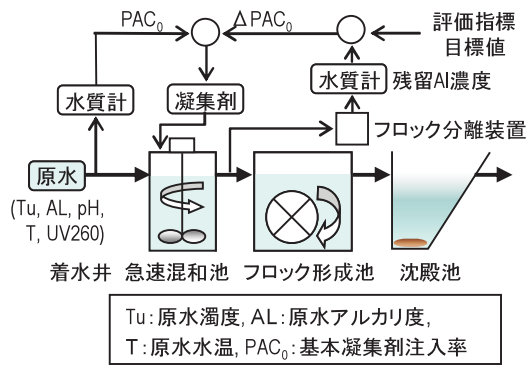 PAC₀
ΔPAC₀
評価指標
目標値
水質計
凝集剤
水質計
残留Al濃度
フロック分離装置
原水
(Tu, AL, pH,
T, UV260)
着水井
急速混和池
フロック形成池
沈殿池
Tu：原水濁度, AL：原水アルカリ度,
T：原水水温, PAC₀：基本凝集剤注入率